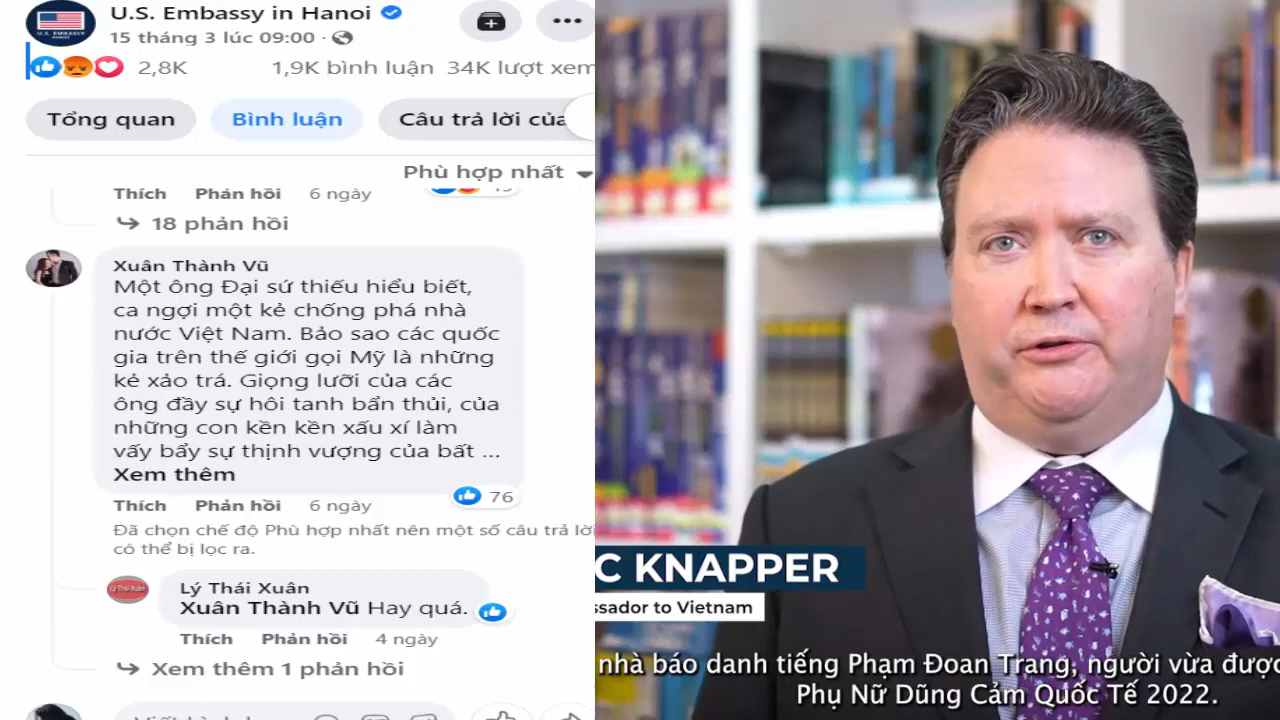 U.S. Embassy in Hanoi
U.S. EMBASSY
15 tháng 3 lúc 09:00 ·
2,8K 1,9K bình luận 34K lượt xem
Tổng quan Bình luận Câu trả lời của
Phù hợp nhất
Thích Phản hồi 6 ngày
18 phản hồi
Xuân Thành Vũ
Một ông Đại sứ thiếu hiểu biết,
ca ngợi một kẻ chống phá nhà
nước Việt Nam. Bảo sao các quốc
gia trên thế giới gọi Mỹ là những
kẻ xảo trá. Giọng lưỡi của các
ông đầy sự hôi tanh bẩn thủi, của
những con kền kền xấu xí làm
vấy bẩy sự thịnh vượng của bất ...
Xem thêm
76
Thích Phản hồi 6 ngày
Đã chọn chế độ Phù hợp nhất nên một số câu trả lời
có thể bị lọc ra.
Lý Thái Xuân
Xuân Thành Vũ Hay quá.
Thích Phản hồi 4 ngày
Xem thêm 1 phản hồi
C KNAPPER
ssador to Vietnam
nhà báo danh tiếng Phạm Đoan Trang, người vừa được
Phụ Nữ Dũng Cảm Quốc Tế 2022.